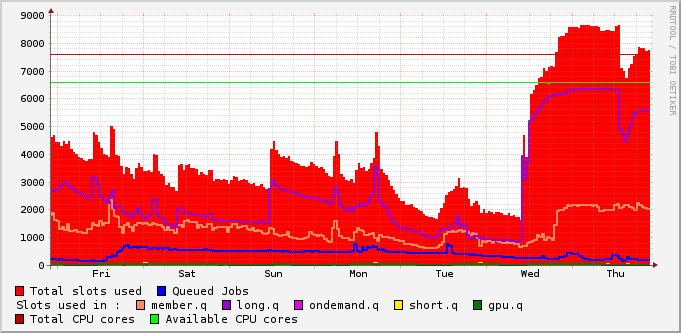 9000
8000
7000
6000
5000
4000
3000
2000
1000
0
Fri Sat Sun Mon Tue Wed Thu
RRDTOOL / TOBI OETIKER
Total slots used Queued Jobs
Slots used in : member.q long.q ondemand.q short.q gpu.q
Total CPU cores Available CPU cores